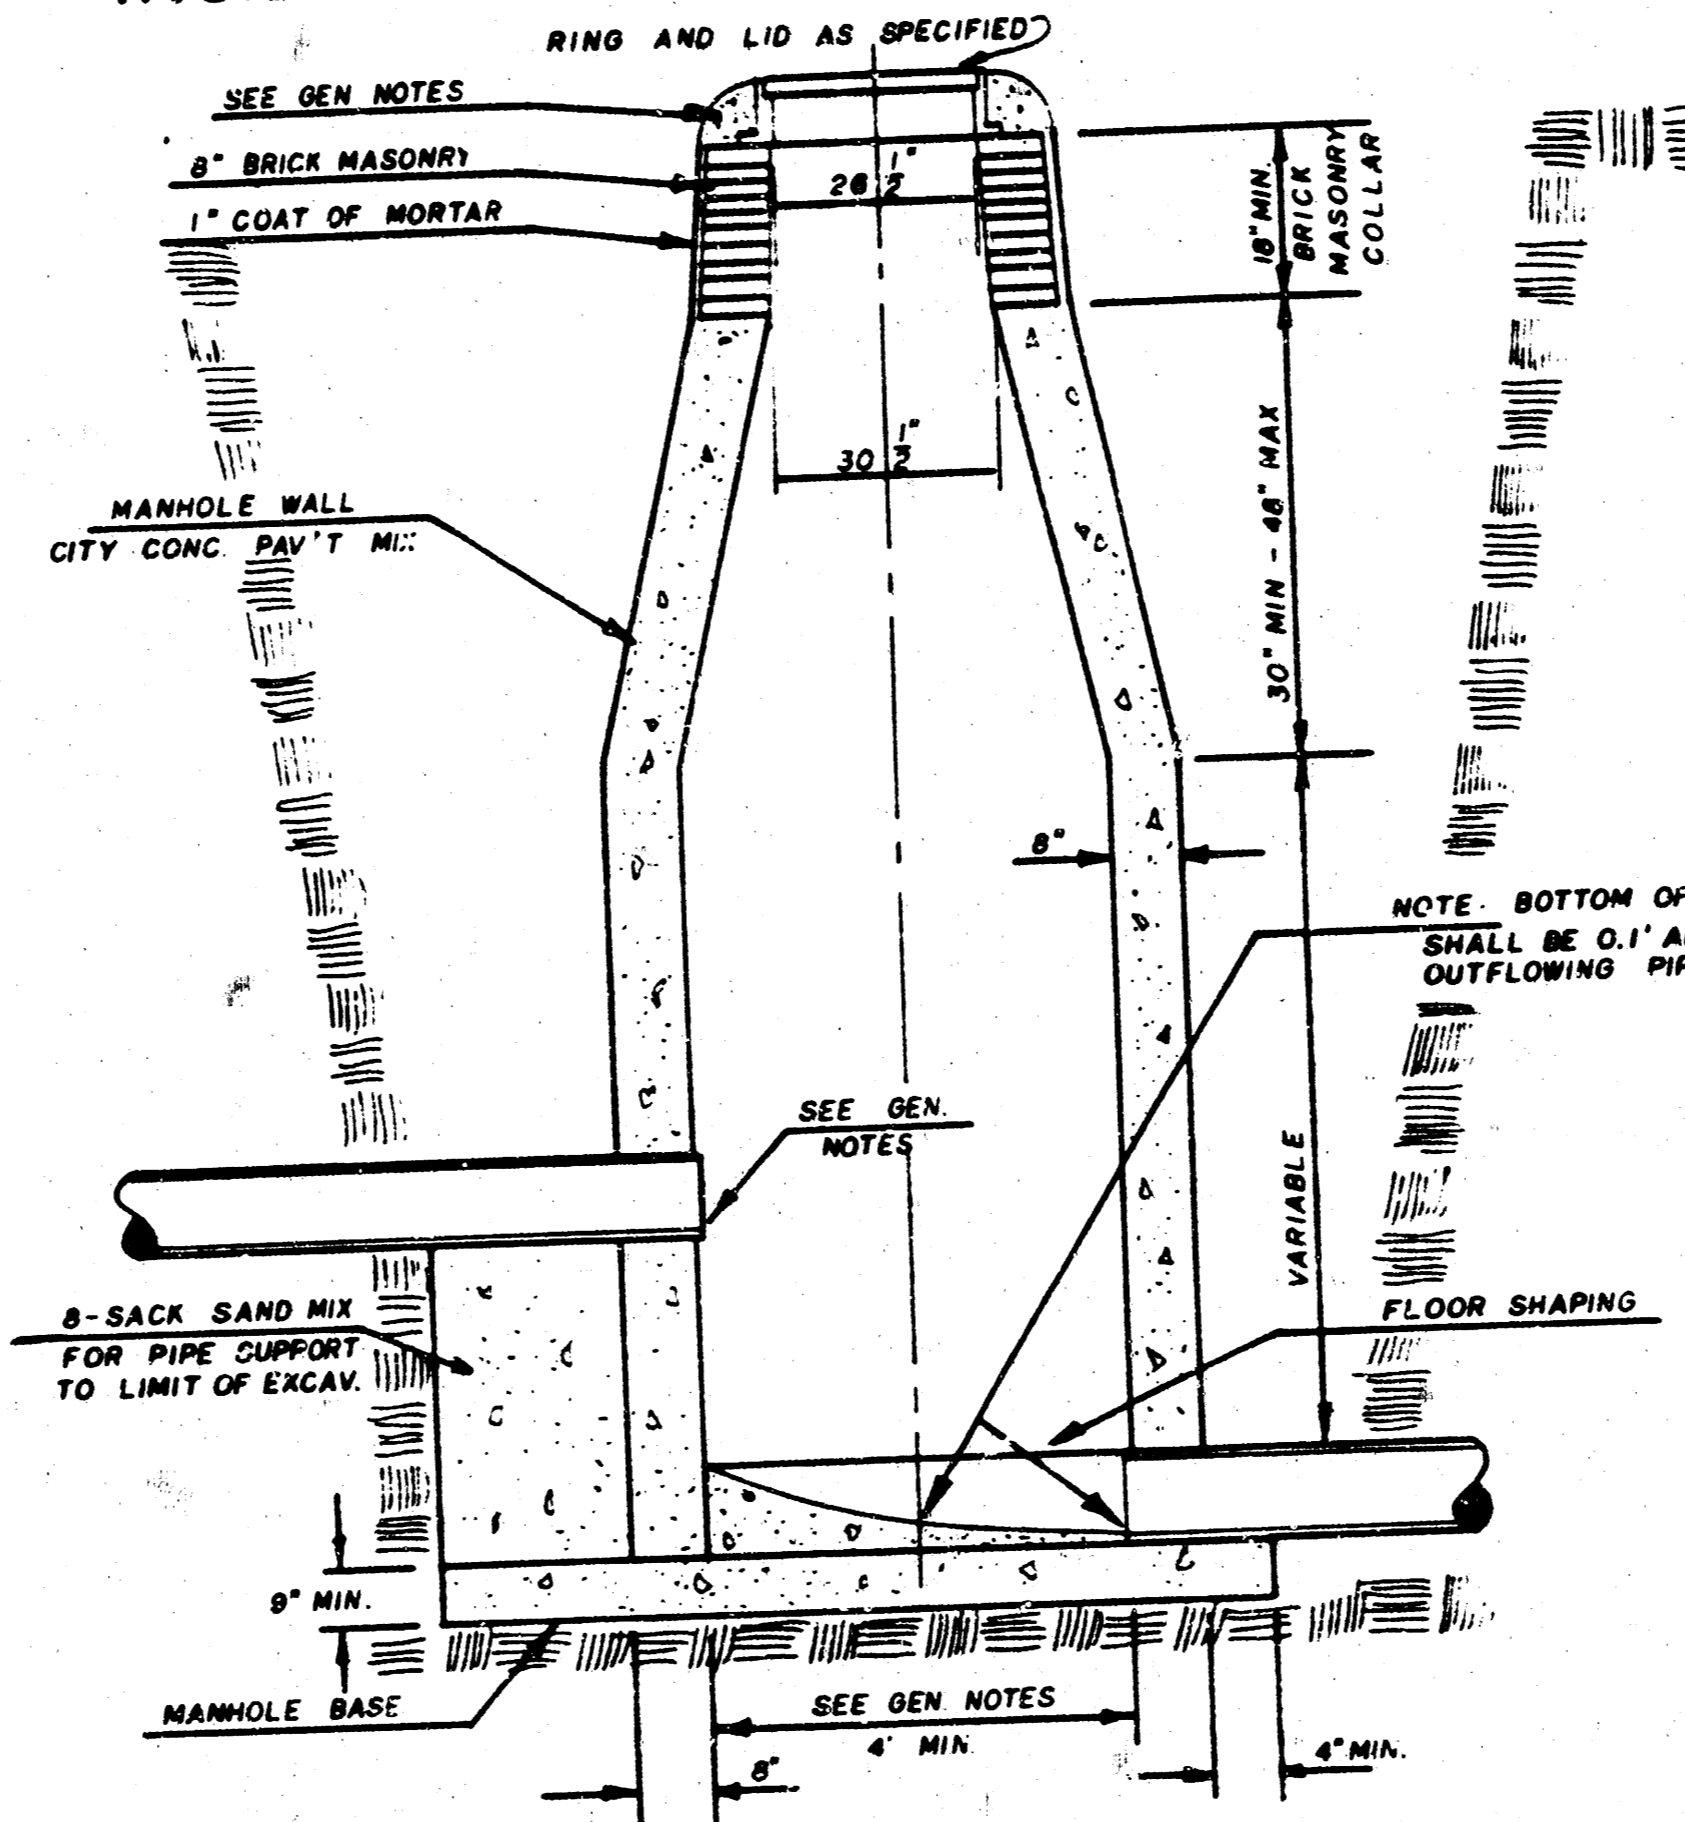 RING AND LID AS SPECIFIED
SEE GEN NOTES
8" BRICK MASONRY
1" COAT OF MORTAR
26 1/2"
18" MIN.
BRICK
MASONRY
COLLAR
30 1/2"
30" MIN - 48" MAX
MANHOLE WALL
CITY CONC. PAV'T MIX
8"
NOTE: BOTTOM OF
SHALL BE 0.1'
OUTFLOWING
SEE GEN.
NOTES
VARIABLE
FLOOR SHAPING
8-SACK SAND MIX
FOR PIPE SUPPORT
TO LIMIT OF EXCAV.
9" MIN.
MANHOLE BASE
SEE GEN. NOTES
4' MIN.
8"
4" MIN.